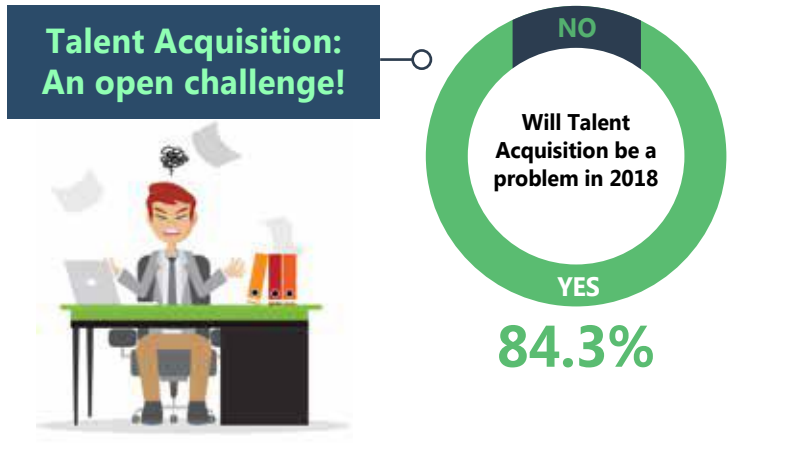 Talent Acquisition:
An open challenge!
NO
Will Talent
Acquisition be a
problem in 2018
YES
84.3%